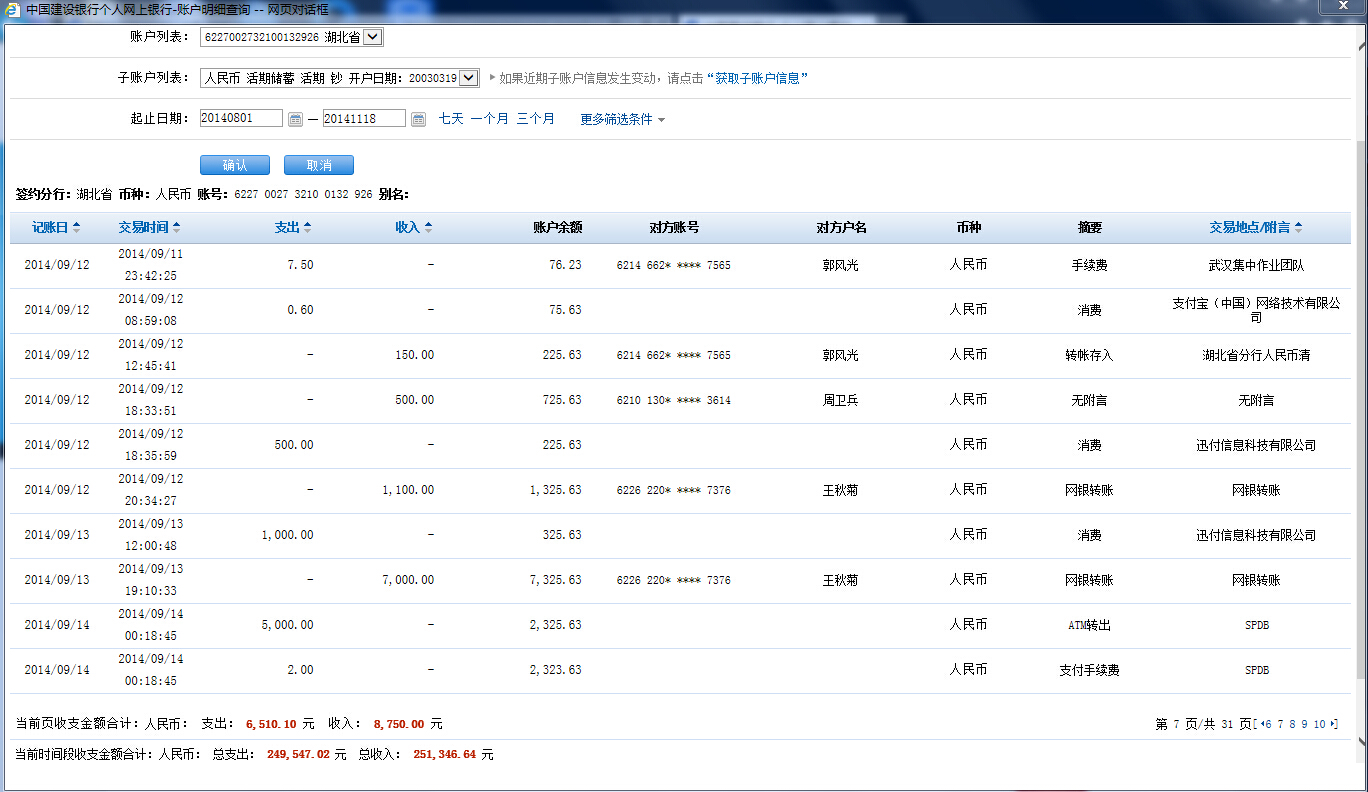 中国建设银行个人网上银行-账户明细查询 -- 网页对话框
账户列表： 6227002732100132926 湖北省
子账户列表： 人民币 活期储蓄 活期 钞 开户日期：20030319 如果近期子账户信息发生变动，请点击“获取子账户信息”
起止日期： 20140801 — 20141118 七天 一个月 三个月 更多筛选条件
确认 取消
签约分行：湖北省 币种：人民币 账号：6227 0027 3210 0132 926 别名：
记账日 交易时间 支出 收入 账户余额 对方账号 对方户名 币种 摘要 交易地点/附言
2014/09/12 2014/09/11 23:42:25 7.50 - 76.23 6214 662* **** 7565 郭风光 人民币 手续费 武汉集中作业团队
2014/09/12 2014/09/12 08:59:08 0.60 - 75.63 人民币 消费 支付宝（中国）网络技术有限公司
2014/09/12 2014/09/12 12:45:41 - 150.00 225.63 6214 662* **** 7565 郭风光 人民币 转帐存入 湖北省分行人民币清
2014/09/12 2014/09/12 18:33:51 - 500.00 725.63 6210 130* **** 3614 周卫兵 人民币 无附言 无附言
2014/09/12 2014/09/12 18:35:59 500.00 - 225.63 人民币 消费 迅付信息科技有限公司
2014/09/12 2014/09/12 20:34:27 - 1,100.00 1,325.63 6226 220* **** 7376 王秋菊 人民币 网银转账 网银转账
2014/09/13 2014/09/13 12:00:48 1,000.00 - 325.63 人民币 消费 迅付信息科技有限公司
2014/09/13 2014/09/13 19:10:33 - 7,000.00 7,325.63 6226 220* **** 7376 王秋菊 人民币 网银转账 网银转账
2014/09/14 2014/09/14 00:18:45 5,000.00 - 2,325.63 人民币 ATM转出 SPDB
2014/09/14 2014/09/14 00:18:45 2.00 - 2,323.63 人民币 支付手续费 SPDB
当前页收支金额合计：人民币： 支出： 6,510.10 元 收入： 8,750.00 元 第 7 页/共 31 页[ 6 7 8 9 10 ]
当前时间段收支金额合计：人民币： 总支出： 249,547.02 元 总收入： 251,346.64 元